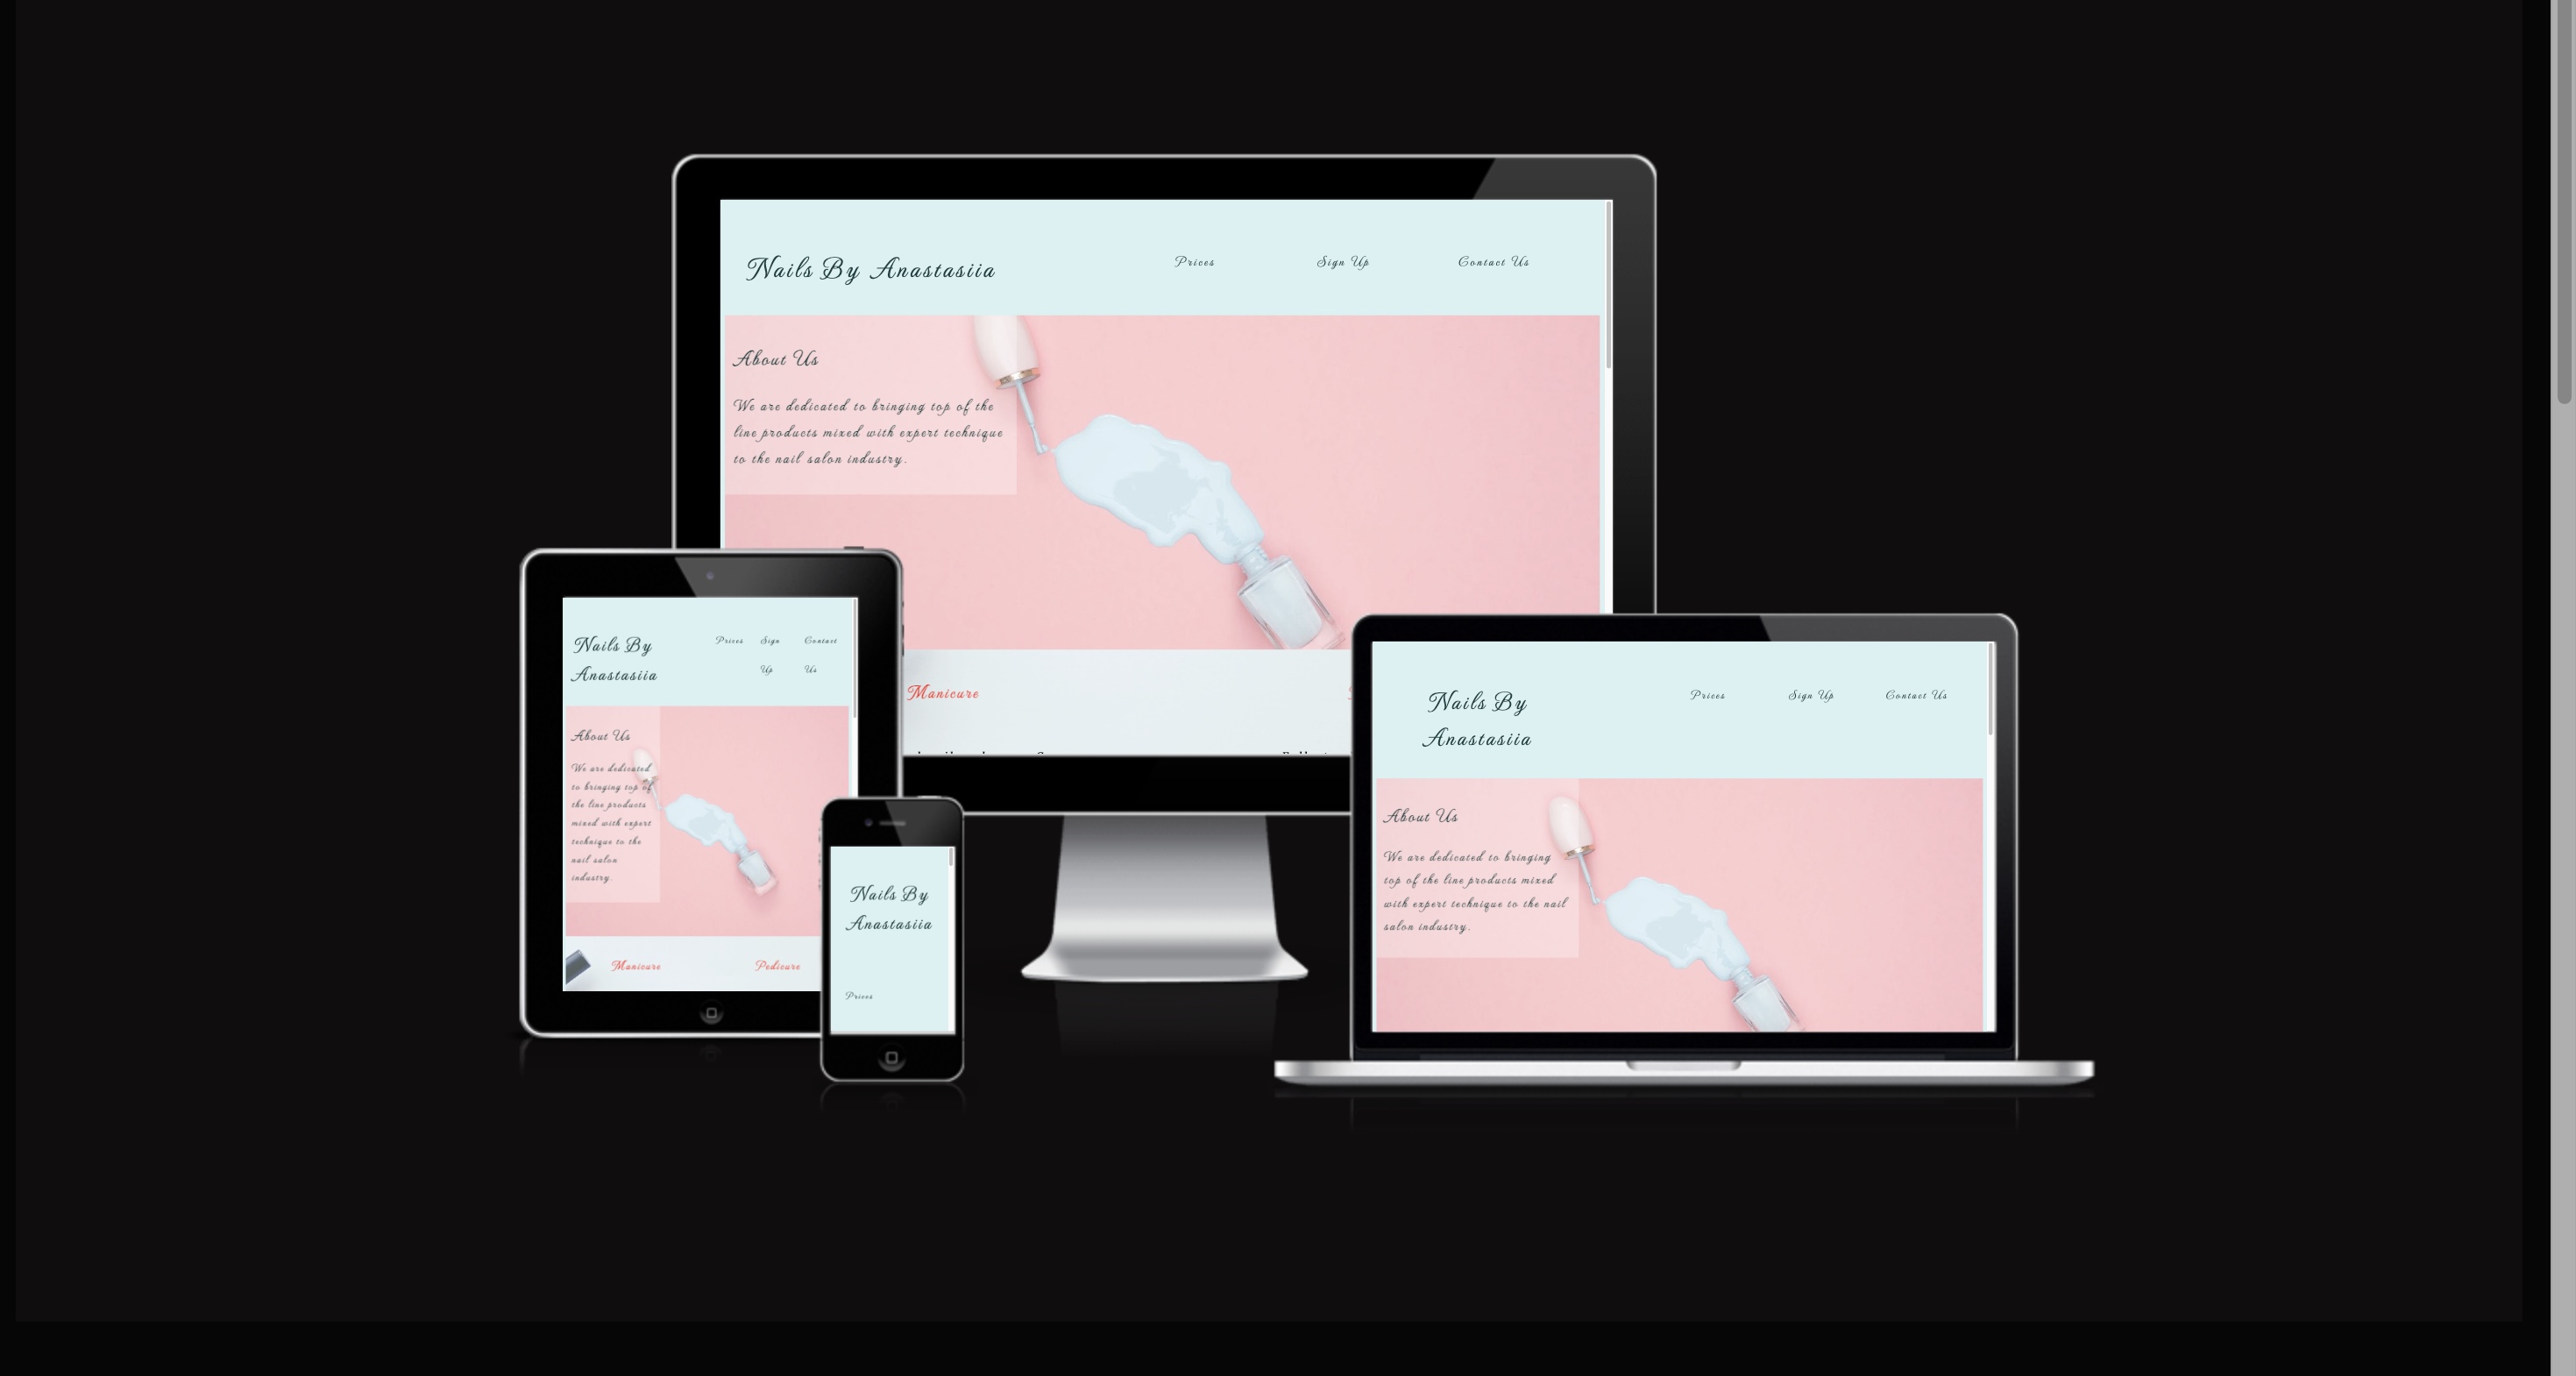 Nails By Anastasiia
Prices
Sign Up
Contact Us
About Us
We are dedicated to bringing top of the
line products mixed with expert technique
to the nail salon industry.
Manicure
Nails By
Anastasiia
Prices
Sign
Up
Contact
Us
About Us
We are dedicated
to bringing top of
the line products
mixed with expert
technique to the
nail salon
industry.
Manicure
Pedicure
Nails By
Anastasiia
Prices
Nails By
Anastasiia
Prices
Sign Up
Contact Us
About Us
We are dedicated to bringing
top of the line products mixed
with expert technique to the nail
salon industry.